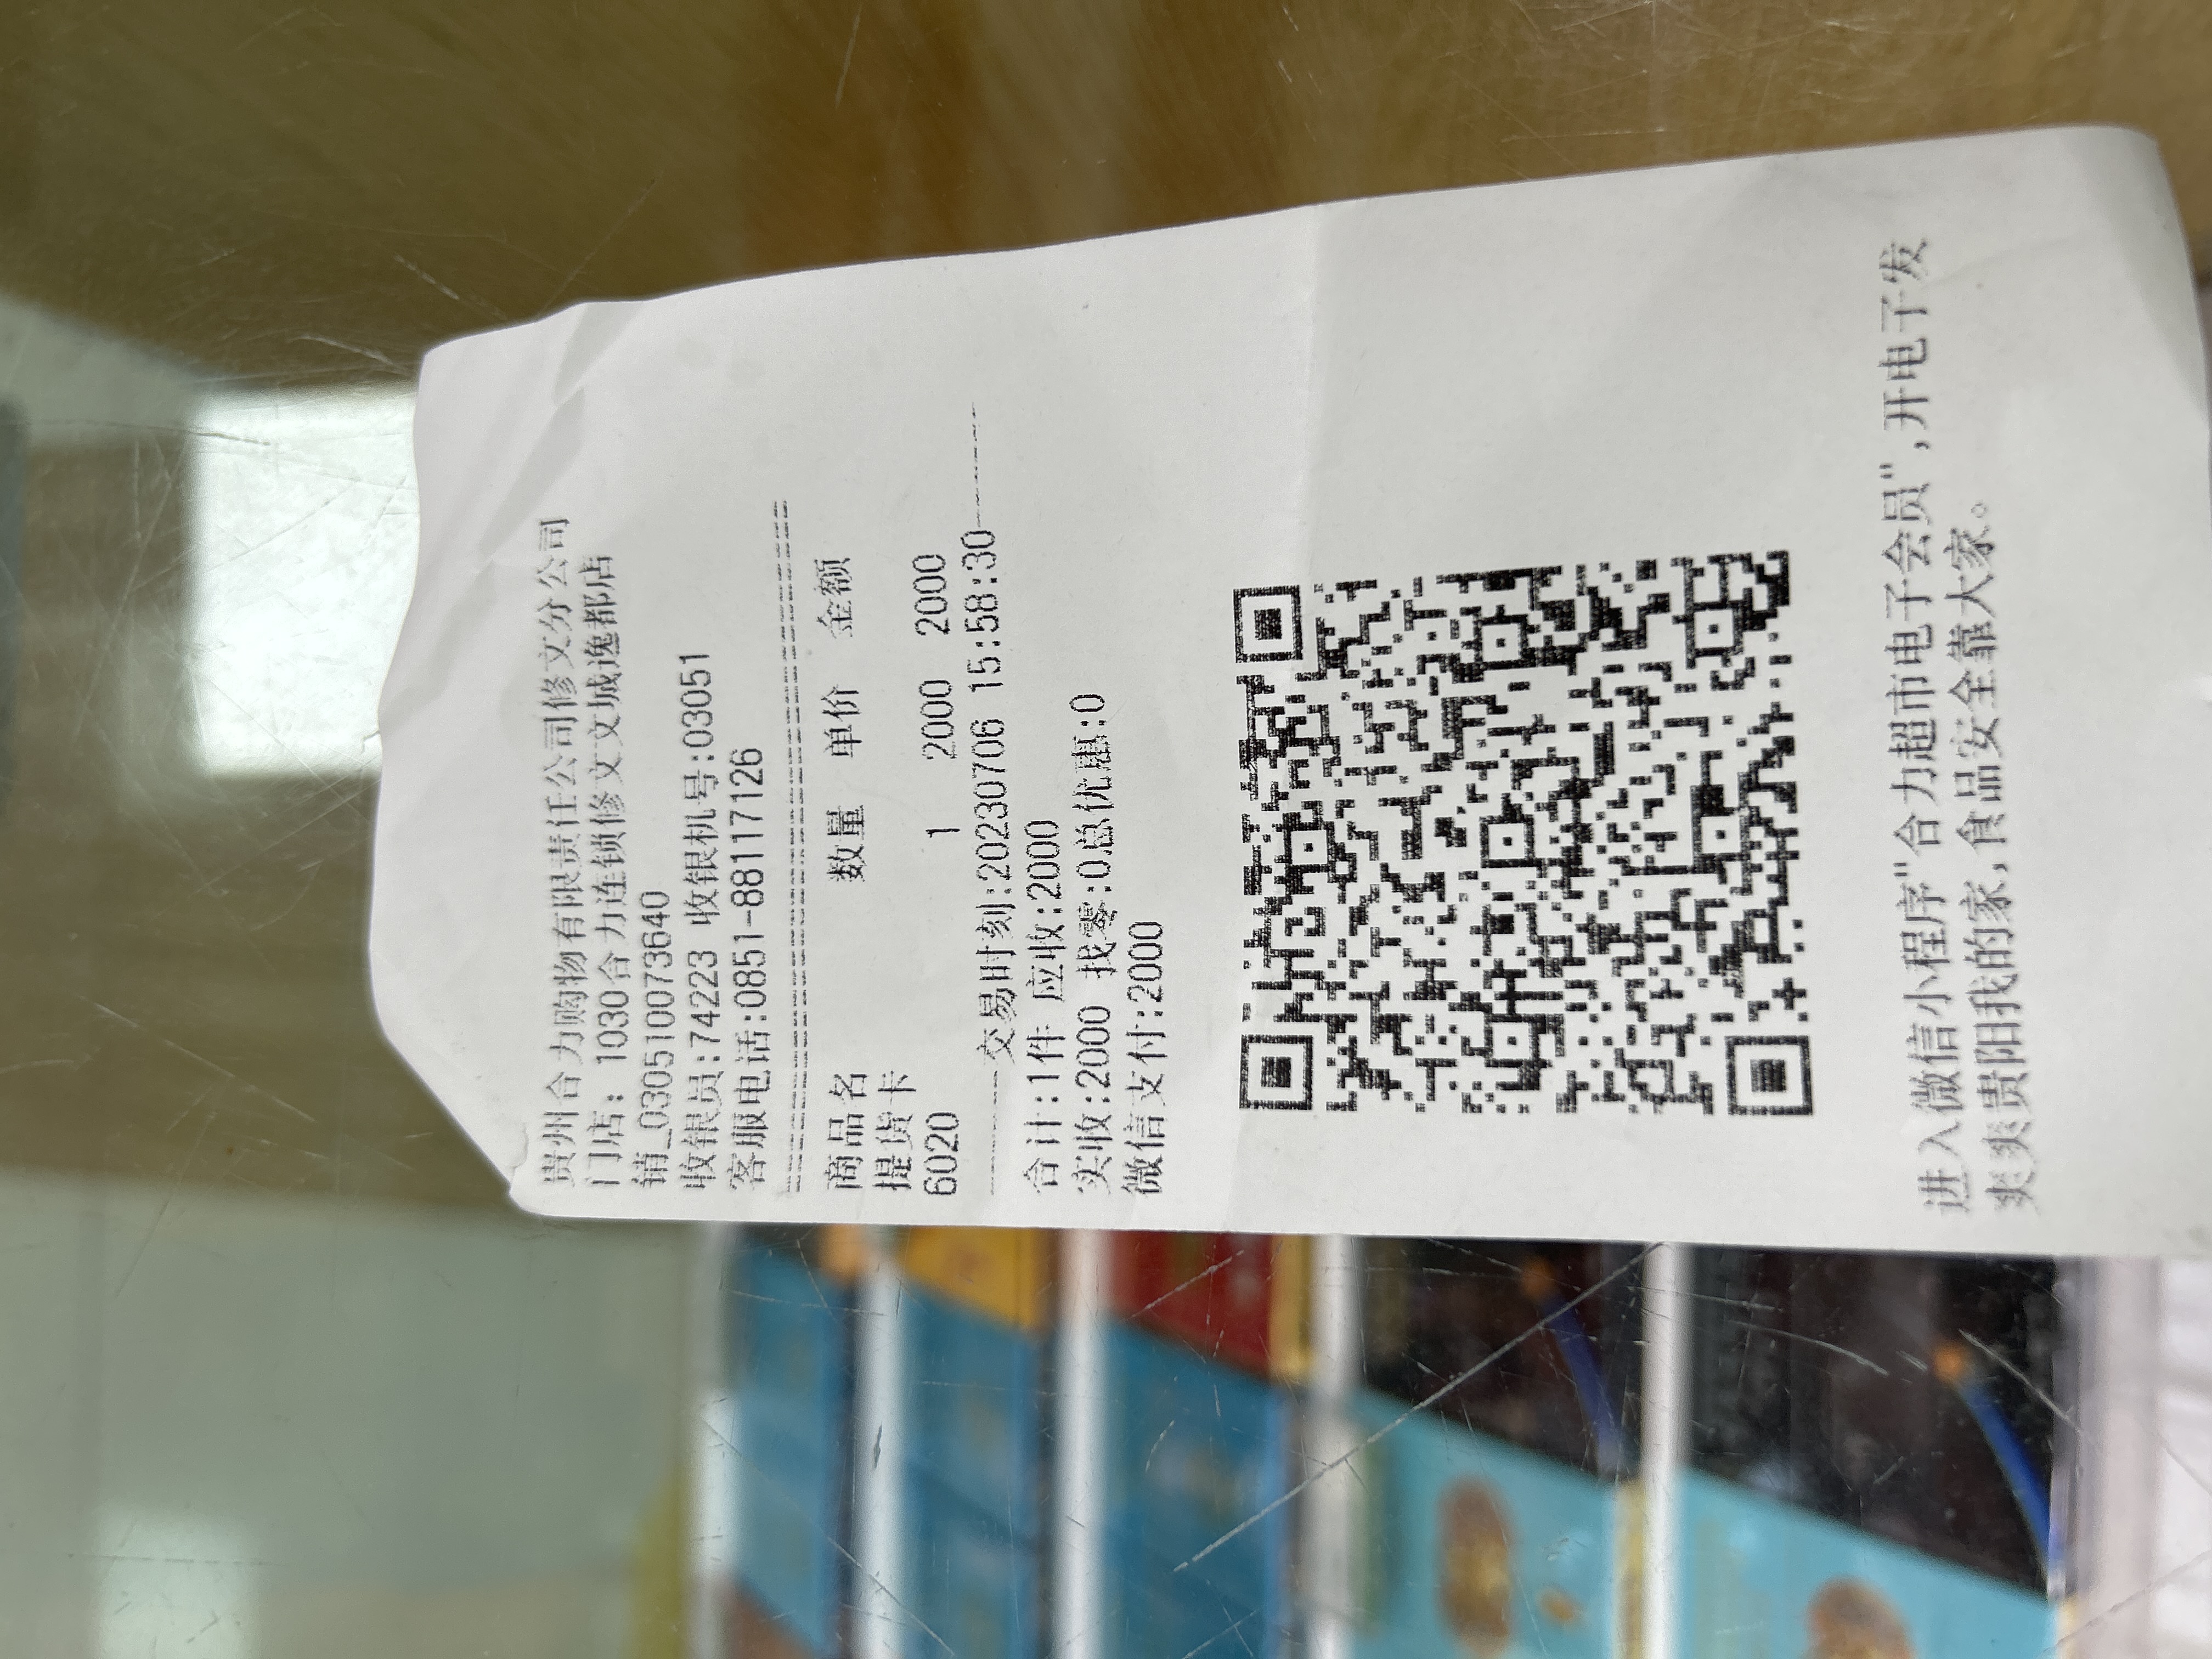 贵州合力购物有限责任公司修文分公司
门店: 1030合力连锁修文文城逸都店
销_0305100073640
收银员:74223 收银机号:03051
客服电话:0851-88117126
================================
商品名 数量 单价 金额
提货卡
6020 1 2000 2000
--------交易时刻:20230706 15:58:30--------
合计:1件 应收:2000
实收:2000 找零:0总优惠:0
微信支付:2000
进入微信小程序"合力超市电子会员",开电子发
爽爽贵阳我的家,食品安全靠大家。